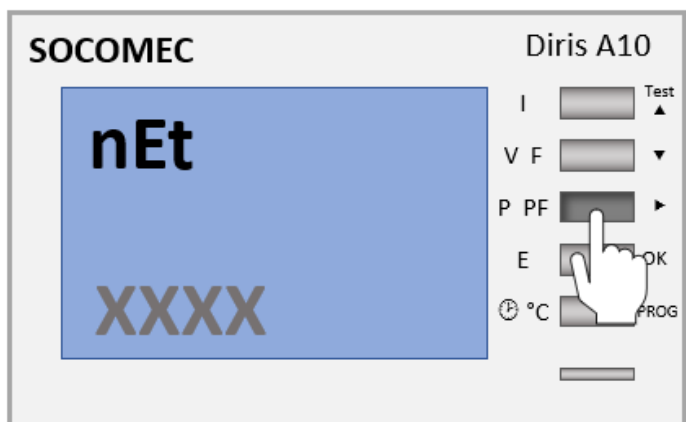 SOCOMEC
Diris A10
nEt
XXXX
I
Test
▲
V F
▼
P PF
►
E
OK
°C
PROG